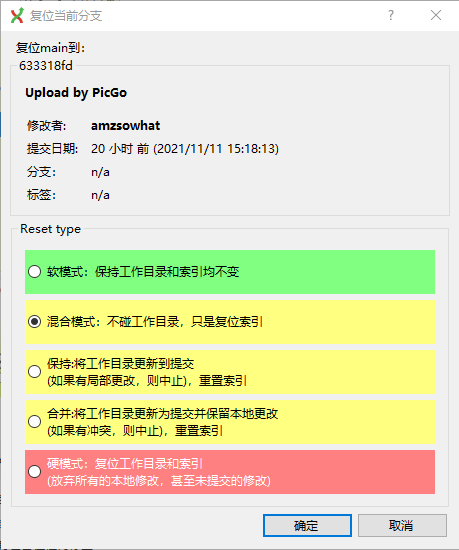 复位当前分支
复位main到：
633318fd
Upload by PicGo
修改者: amzsowhat
提交日期: 20 小时 前 (2021/11/11 15:18:13)
分支: n/a
标签: n/a
Reset type
软模式：保持工作目录和索引均不变
混合模式：不碰工作目录，只是复位索引
保持:将工作目录更新到提交
(如果有局部更改，则中止)，重置索引
合并:将工作目录更新为提交并保留本地更改
(如果有冲突，则中止)，重置索引
硬模式：复位工作目录和索引
(放弃所有的本地修改，甚至未提交的修改)
确定 取消